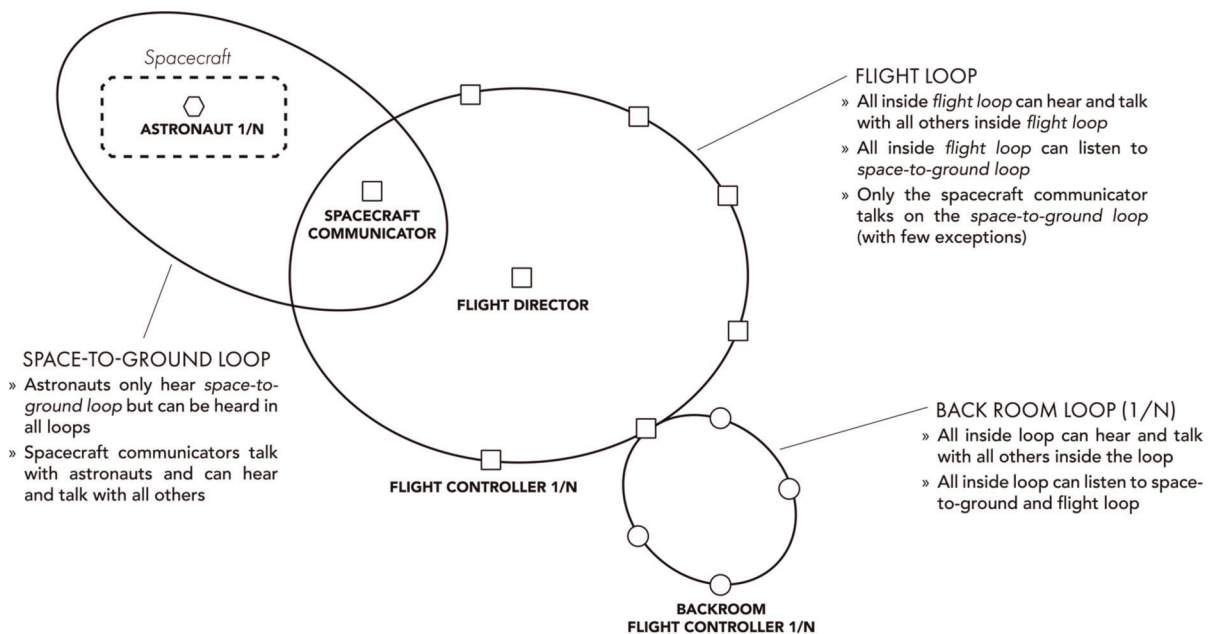 Spacecraft
ASTRONAUT 1/N
SPACECRAFT
COMMUNICATOR
FLIGHT DIRECTOR
FLIGHT LOOP
» All inside flight loop can hear and talk
with all others inside flight loop
» All inside flight loop can listen to
space-to-ground loop
» Only the spacecraft communicator
talks on the space-to-ground loop
(with few exceptions)
SPACE-TO-GROUND LOOP
» Astronauts only hear space-to-
ground loop but can be heard in
all loops
» Spacecraft communicators talk
with astronauts and can hear
and talk with all others
FLIGHT CONTROLLER 1/N
BACK ROOM LOOP (1/N)
» All inside loop can hear and talk
with all others inside the loop
» All inside loop can listen to space-
to-ground and flight loop
BACKROOM
FLIGHT CONTROLLER 1/N